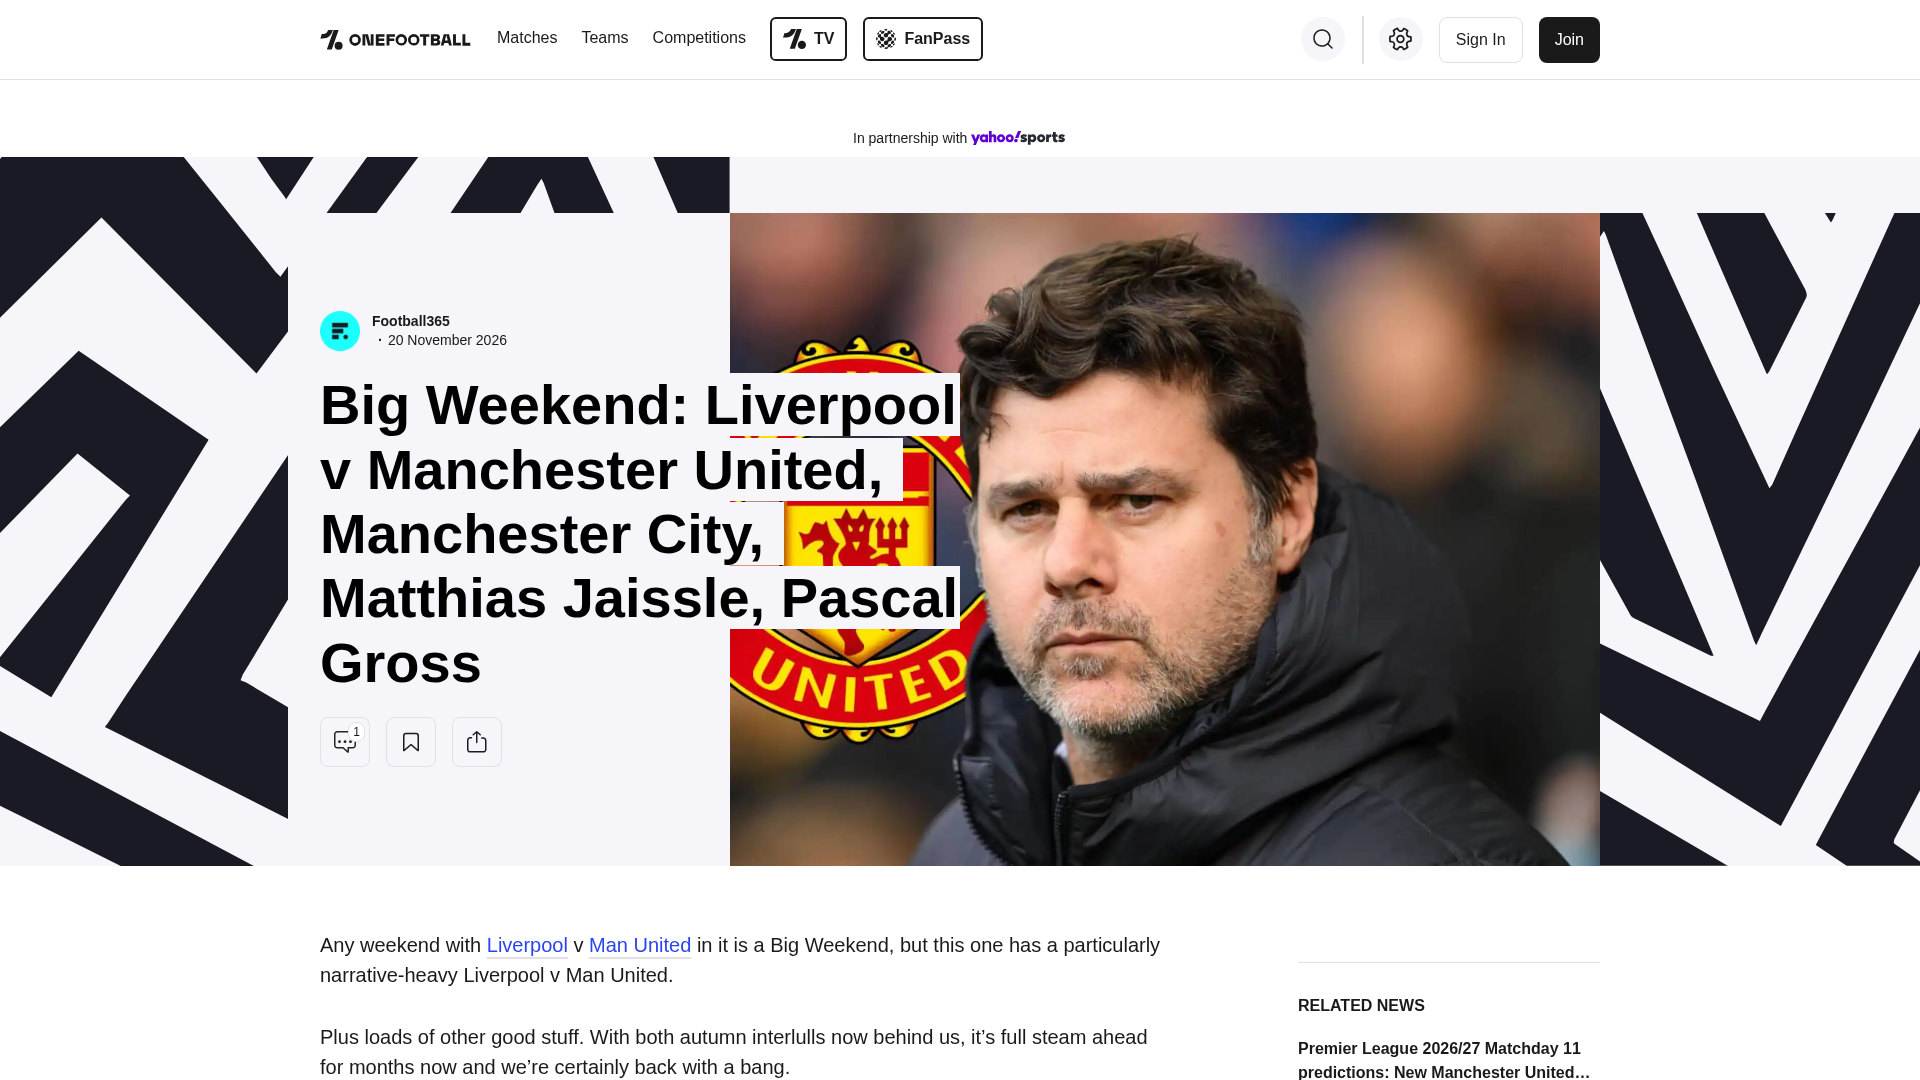 ONEFOOTBALL
Matches
Teams
Competitions
TV
FanPass
Sign In
Join
In partnership with yahoo!sports
Football365
· 20 November 2026
Big Weekend: Liverpool
v Manchester United,
Manchester City,
Matthias Jaissle, Pascal
Gross
UNITED
1
Any weekend with Liverpool v Man United in it is a Big Weekend, but this one has a particularly
narrative-heavy Liverpool v Man United.
Plus loads of other good stuff. With both autumn interlulls now behind us, it’s full steam ahead
for months now and we’re certainly back with a bang.
RELATED NEWS
Premier League 2026/27 Matchday 11
predictions: New Manchester United…